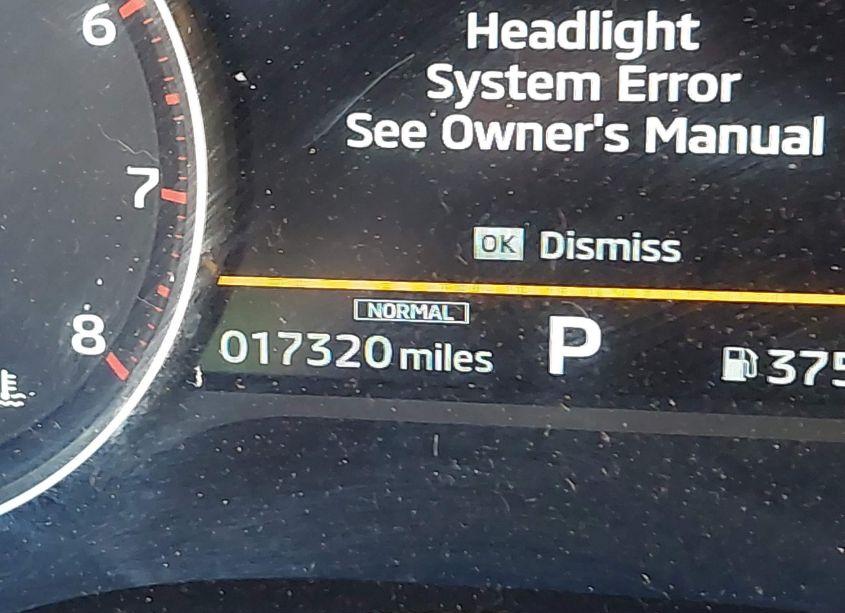 6
7
8
Headlight
System Error
See Owner's Manual
OK Dismiss
NORMAL
017320 miles P 375